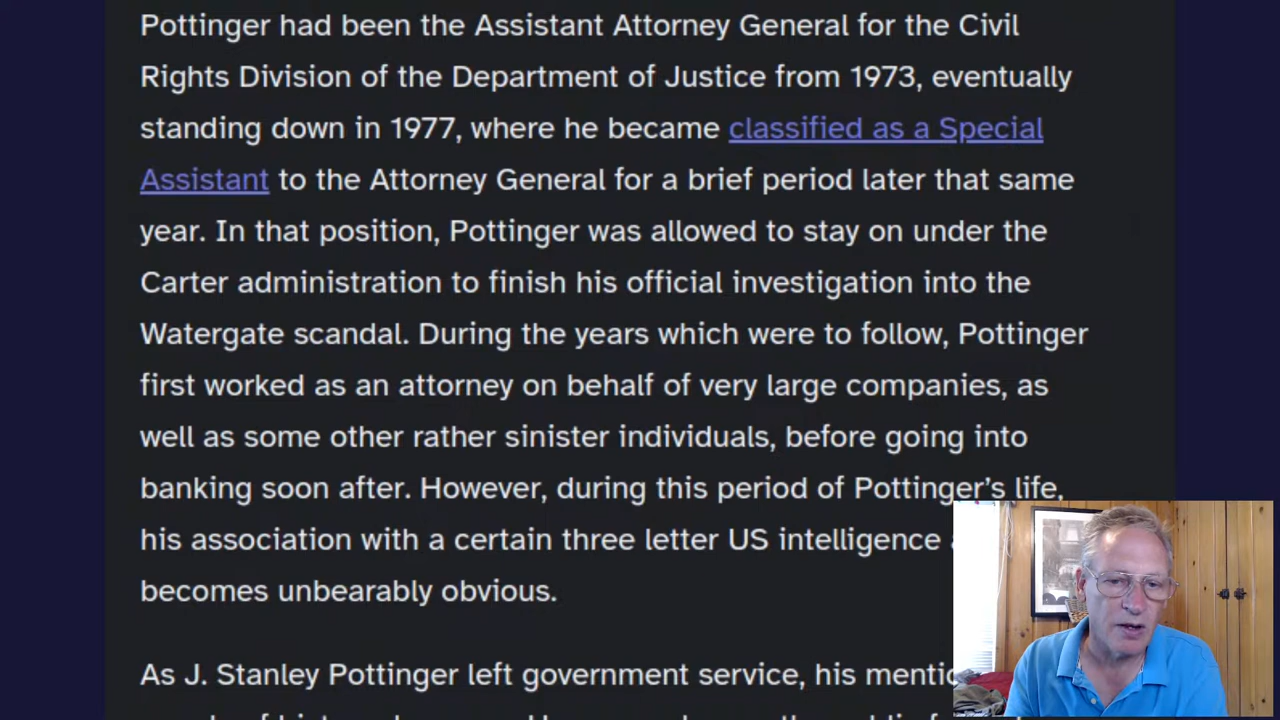 Pottinger had been the Assistant Attorney General for the Civil
Rights Division of the Department of Justice from 1973, eventually
standing down in 1977, where he became classified as a Special
Assistant to the Attorney General for a brief period later that same
year. In that position, Pottinger was allowed to stay on under the
Carter administration to finish his official investigation into the
Watergate scandal. During the years which were to follow, Pottinger
first worked as an attorney on behalf of very large companies, as
well as some other rather sinister individuals, before going into
banking soon after. However, during this period of Pottinger's life,
his association with a certain three letter US intelligence
becomes unbearably obvious.
As J. Stanley Pottinger left government service, his